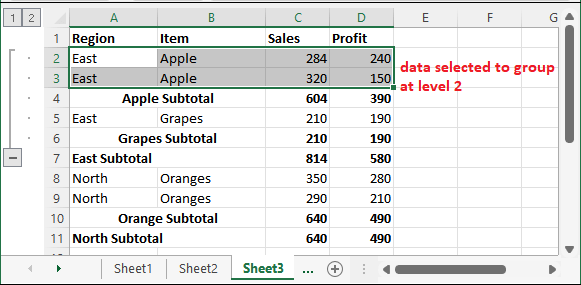 1 2
A B C D E F G
1 Region Item Sales Profit
2 East Apple 284 240
3 East Apple 320 150
data selected to group
at level 2
4 Apple Subtotal 604 390
5 East Grapes 210 190
6 Grapes Subtotal 210 190
7 East Subtotal 814 580
8 North Oranges 350 280
9 North Oranges 290 210
10 Orange Subtotal 640 490
11 North Subtotal 640 490
Sheet1 Sheet2 Sheet3 ...